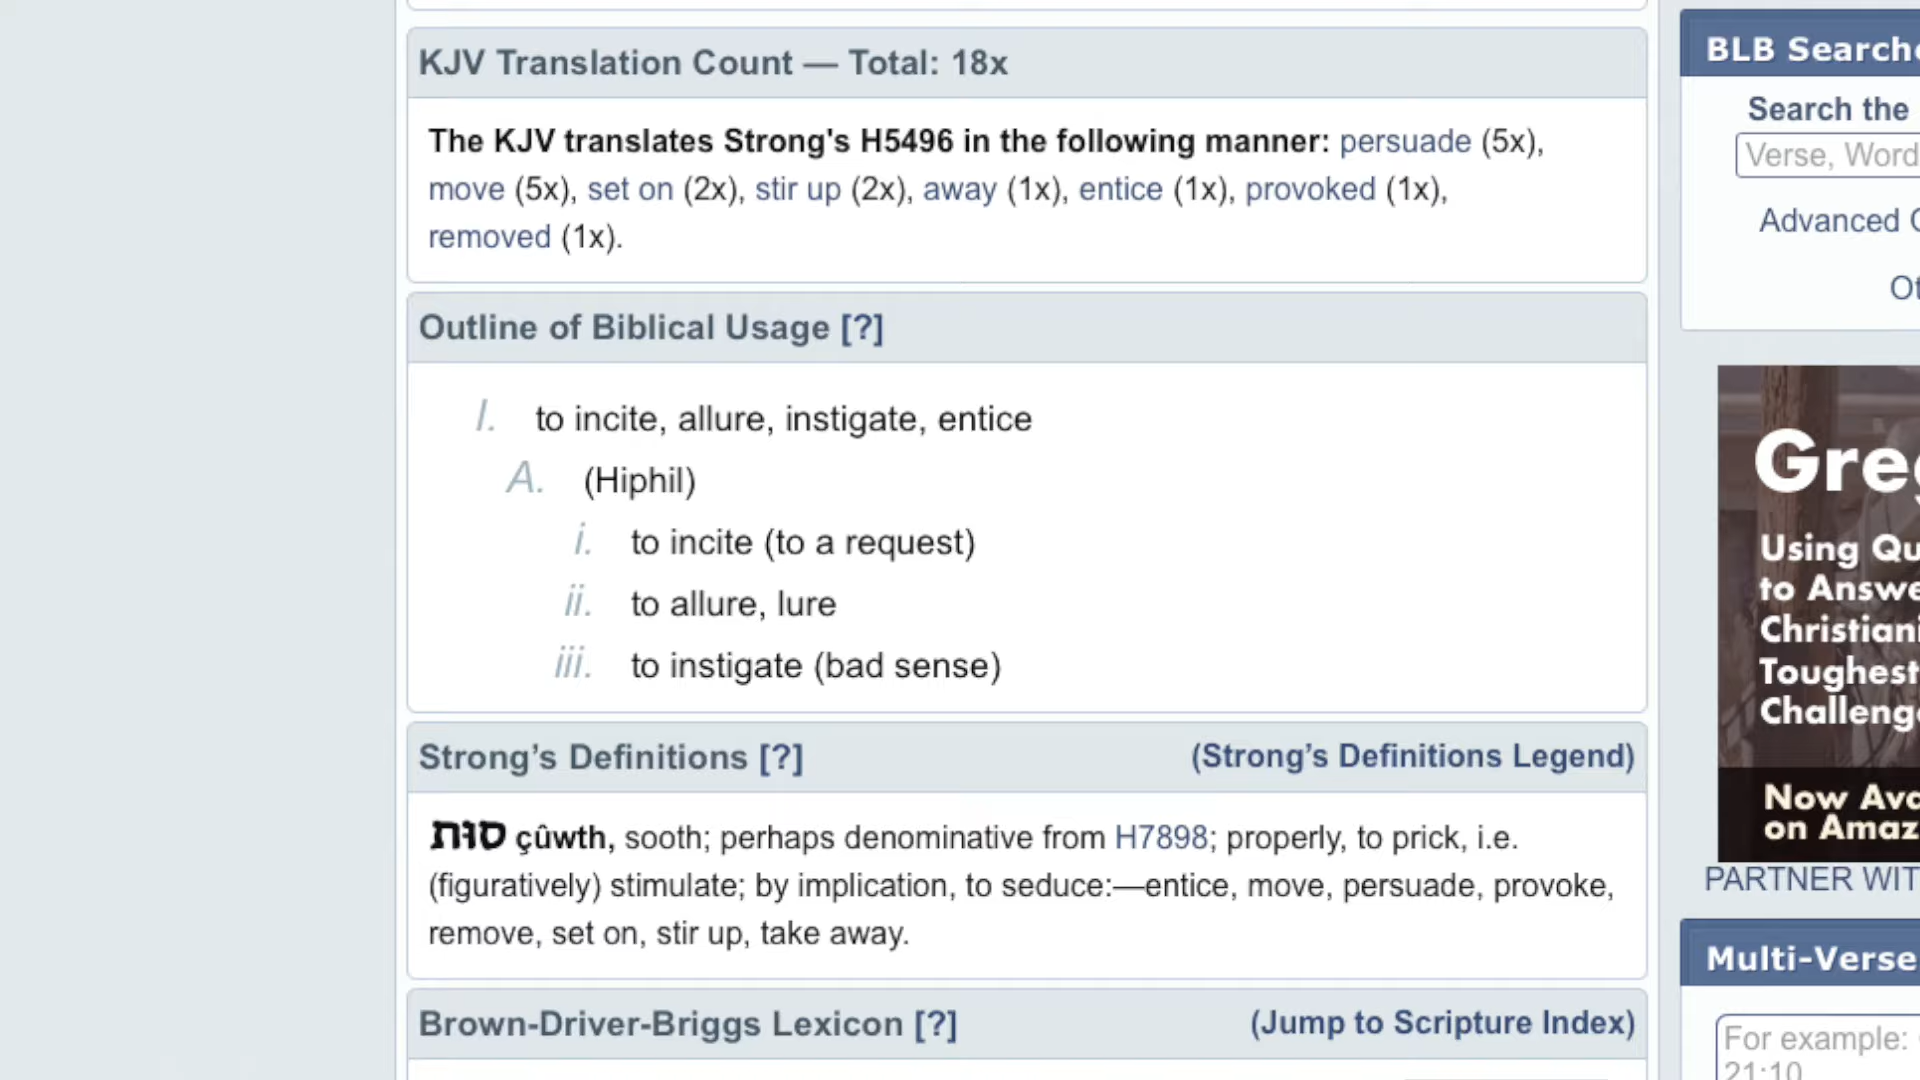 KJV Translation Count — Total: 18x
The KJV translates Strong's H5496 in the following manner: persuade (5x),
move (5x), set on (2x), stir up (2x), away (1x), entice (1x), provoked (1x),
removed (1x).
Outline of Biblical Usage [?]
I. to incite, allure, instigate, entice
A. (Hiphil)
i. to incite (to a request)
ii. to allure, lure
iii. to instigate (bad sense)
Strong’s Definitions [?] (Strong’s Definitions Legend)
סוּת çûwth, sooth; perhaps denominative from H7898; properly, to prick, i.e.
(figuratively) stimulate; by implication, to seduce:—entice, move, persuade, provoke,
remove, set on, stir up, take away.
Brown-Driver-Briggs Lexicon [?] (Jump to Scripture Index)
BLB Searche
Search the
Verse, Word
Advanced
Greg
Using Qu
to Answe
Christiani
Toughest
Challenge
Now Ava
on Amaz
PARTNER WIT
Multi-Verse
For example:
21:10